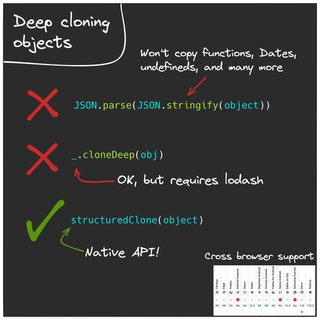 Deep cloning
objects
Won't copy functions, Dates,
undefineds, and many more
JSON.parse(JSON.stringify(object))
_.cloneDeep(obj)
OK, but requires lodash
structuredClone(object)
Native API!
Cross browser support